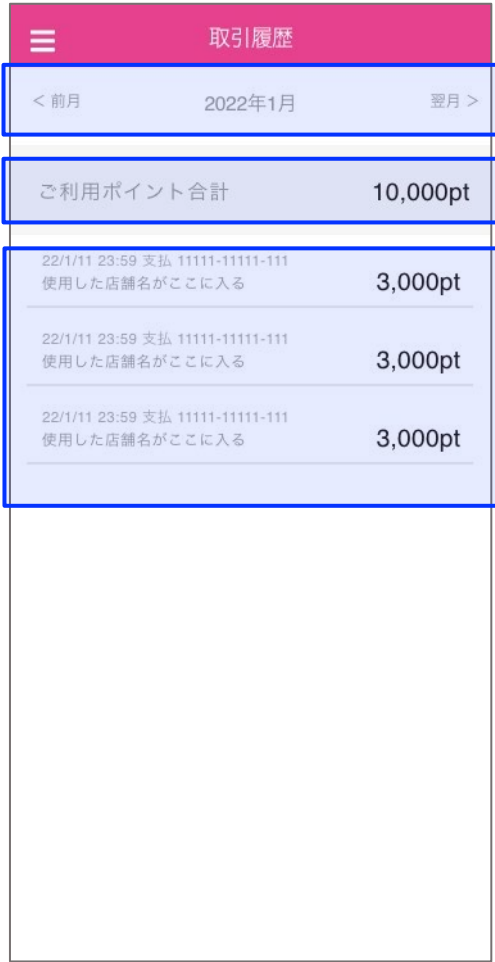 取引履歴
< 前月 2022年1月 翌月 >
ご利用ポイント合計 10,000pt
22/1/11 23:59 支払 11111-11111-111
使用した店舗名がここに入る 3,000pt
22/1/11 23:59 支払 11111-11111-111
使用した店舗名がここに入る 3,000pt
22/1/11 23:59 支払 11111-11111-111
使用した店舗名がここに入る 3,000pt